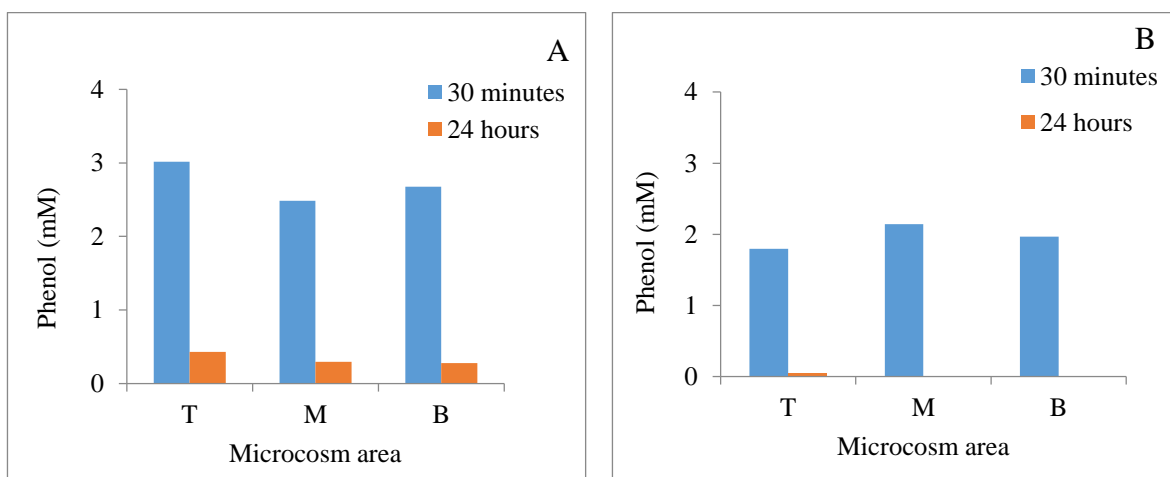 A
30 minutes
24 hours
4
3
2
1
0
Phenol (mM)
T M B
Microcosm area
B
30 minutes
24 hours
4
3
2
1
0
Phenol (mM)
T M B
Microcosm area